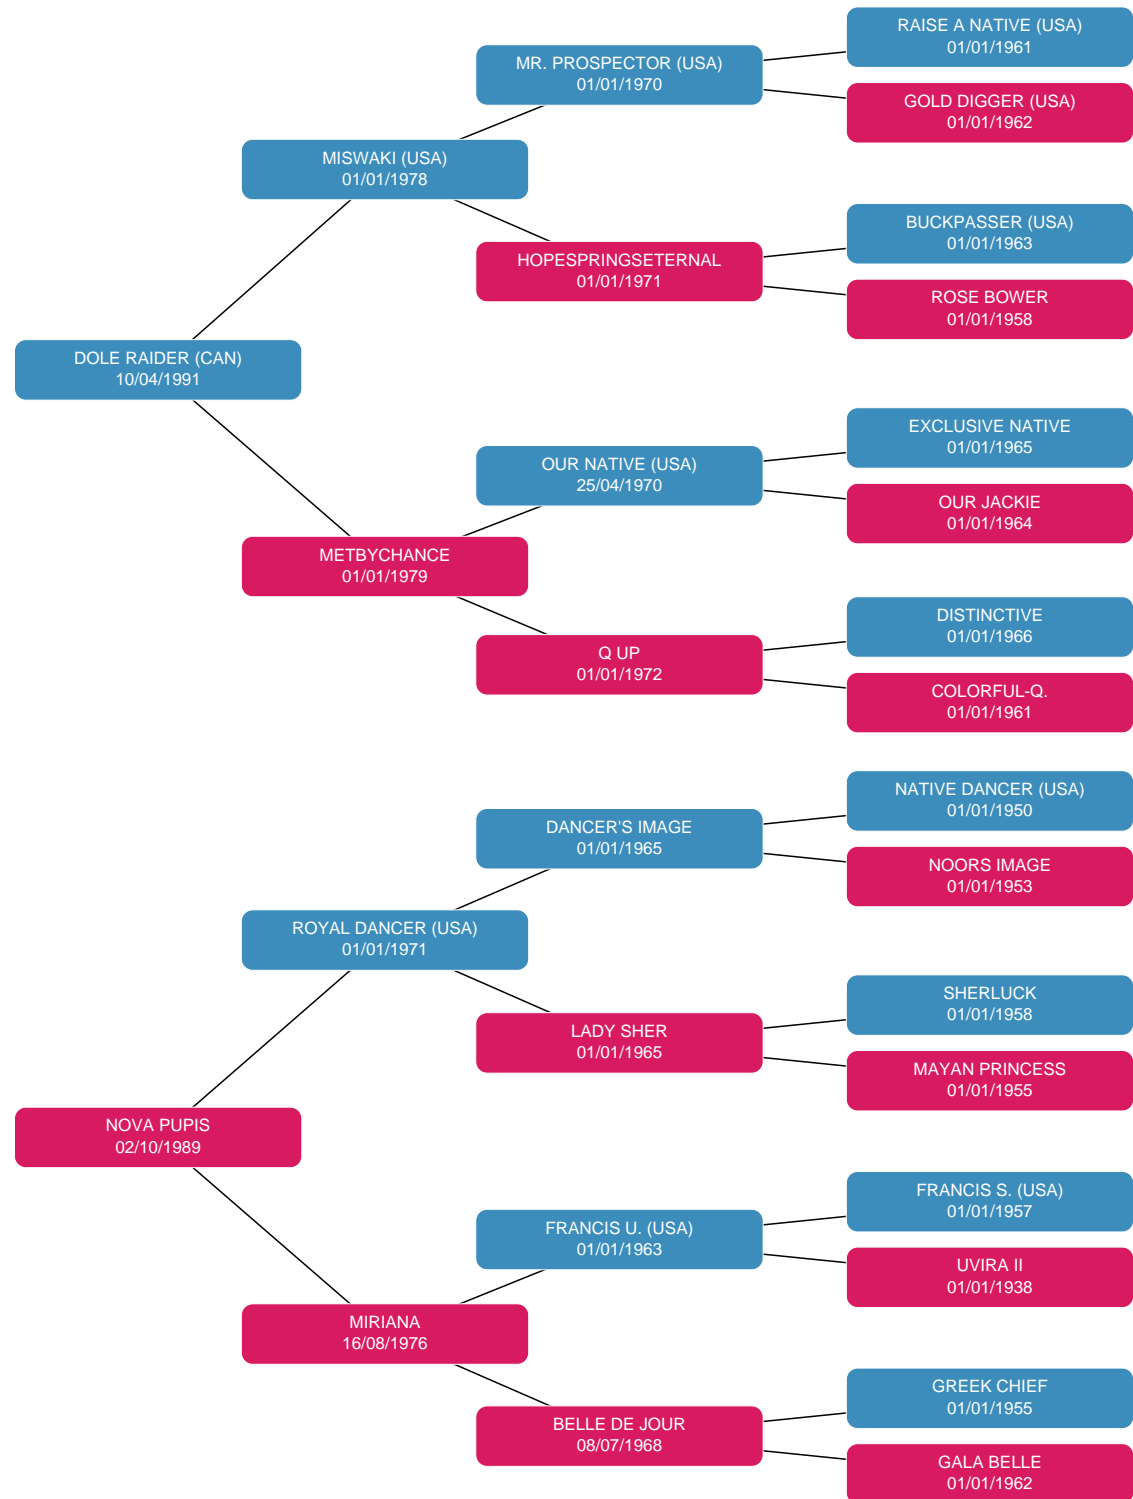 RAISE A NATIVE (USA)
01/01/1961
MR. PROSPECTOR (USA)
01/01/1970
GOLD DIGGER (USA)
01/01/1962
MISWAKI (USA)
01/01/1978
BUCKPASSER (USA)
01/01/1963
HOPESPRINGSETERNAL
01/01/1971
ROSE BOWER
01/01/1958
DOLE RAIDER (CAN)
10/04/1991
EXCLUSIVE NATIVE
01/01/1965
OUR NATIVE (USA)
25/04/1970
OUR JACKIE
01/01/1964
METBYCHANCE
01/01/1979
DISTINCTIVE
01/01/1966
Q UP
01/01/1972
COLORFUL-Q.
01/01/1961
NATIVE DANCER (USA)
01/01/1950
DANCER'S IMAGE
01/01/1965
NOORS IMAGE
01/01/1953
ROYAL DANCER (USA)
01/01/1971
SHERLUCK
01/01/1958
LADY SHER
01/01/1965
MAYAN PRINCESS
01/01/1955
NOVA PUPIS
02/10/1989
FRANCIS S. (USA)
01/01/1957
FRANCIS U. (USA)
01/01/1963
UVIRA II
01/01/1938
MIRIANA
16/08/1976
GREEK CHIEF
01/01/1955
BELLE DE JOUR
08/07/1968
GALA BELLE
01/01/1962